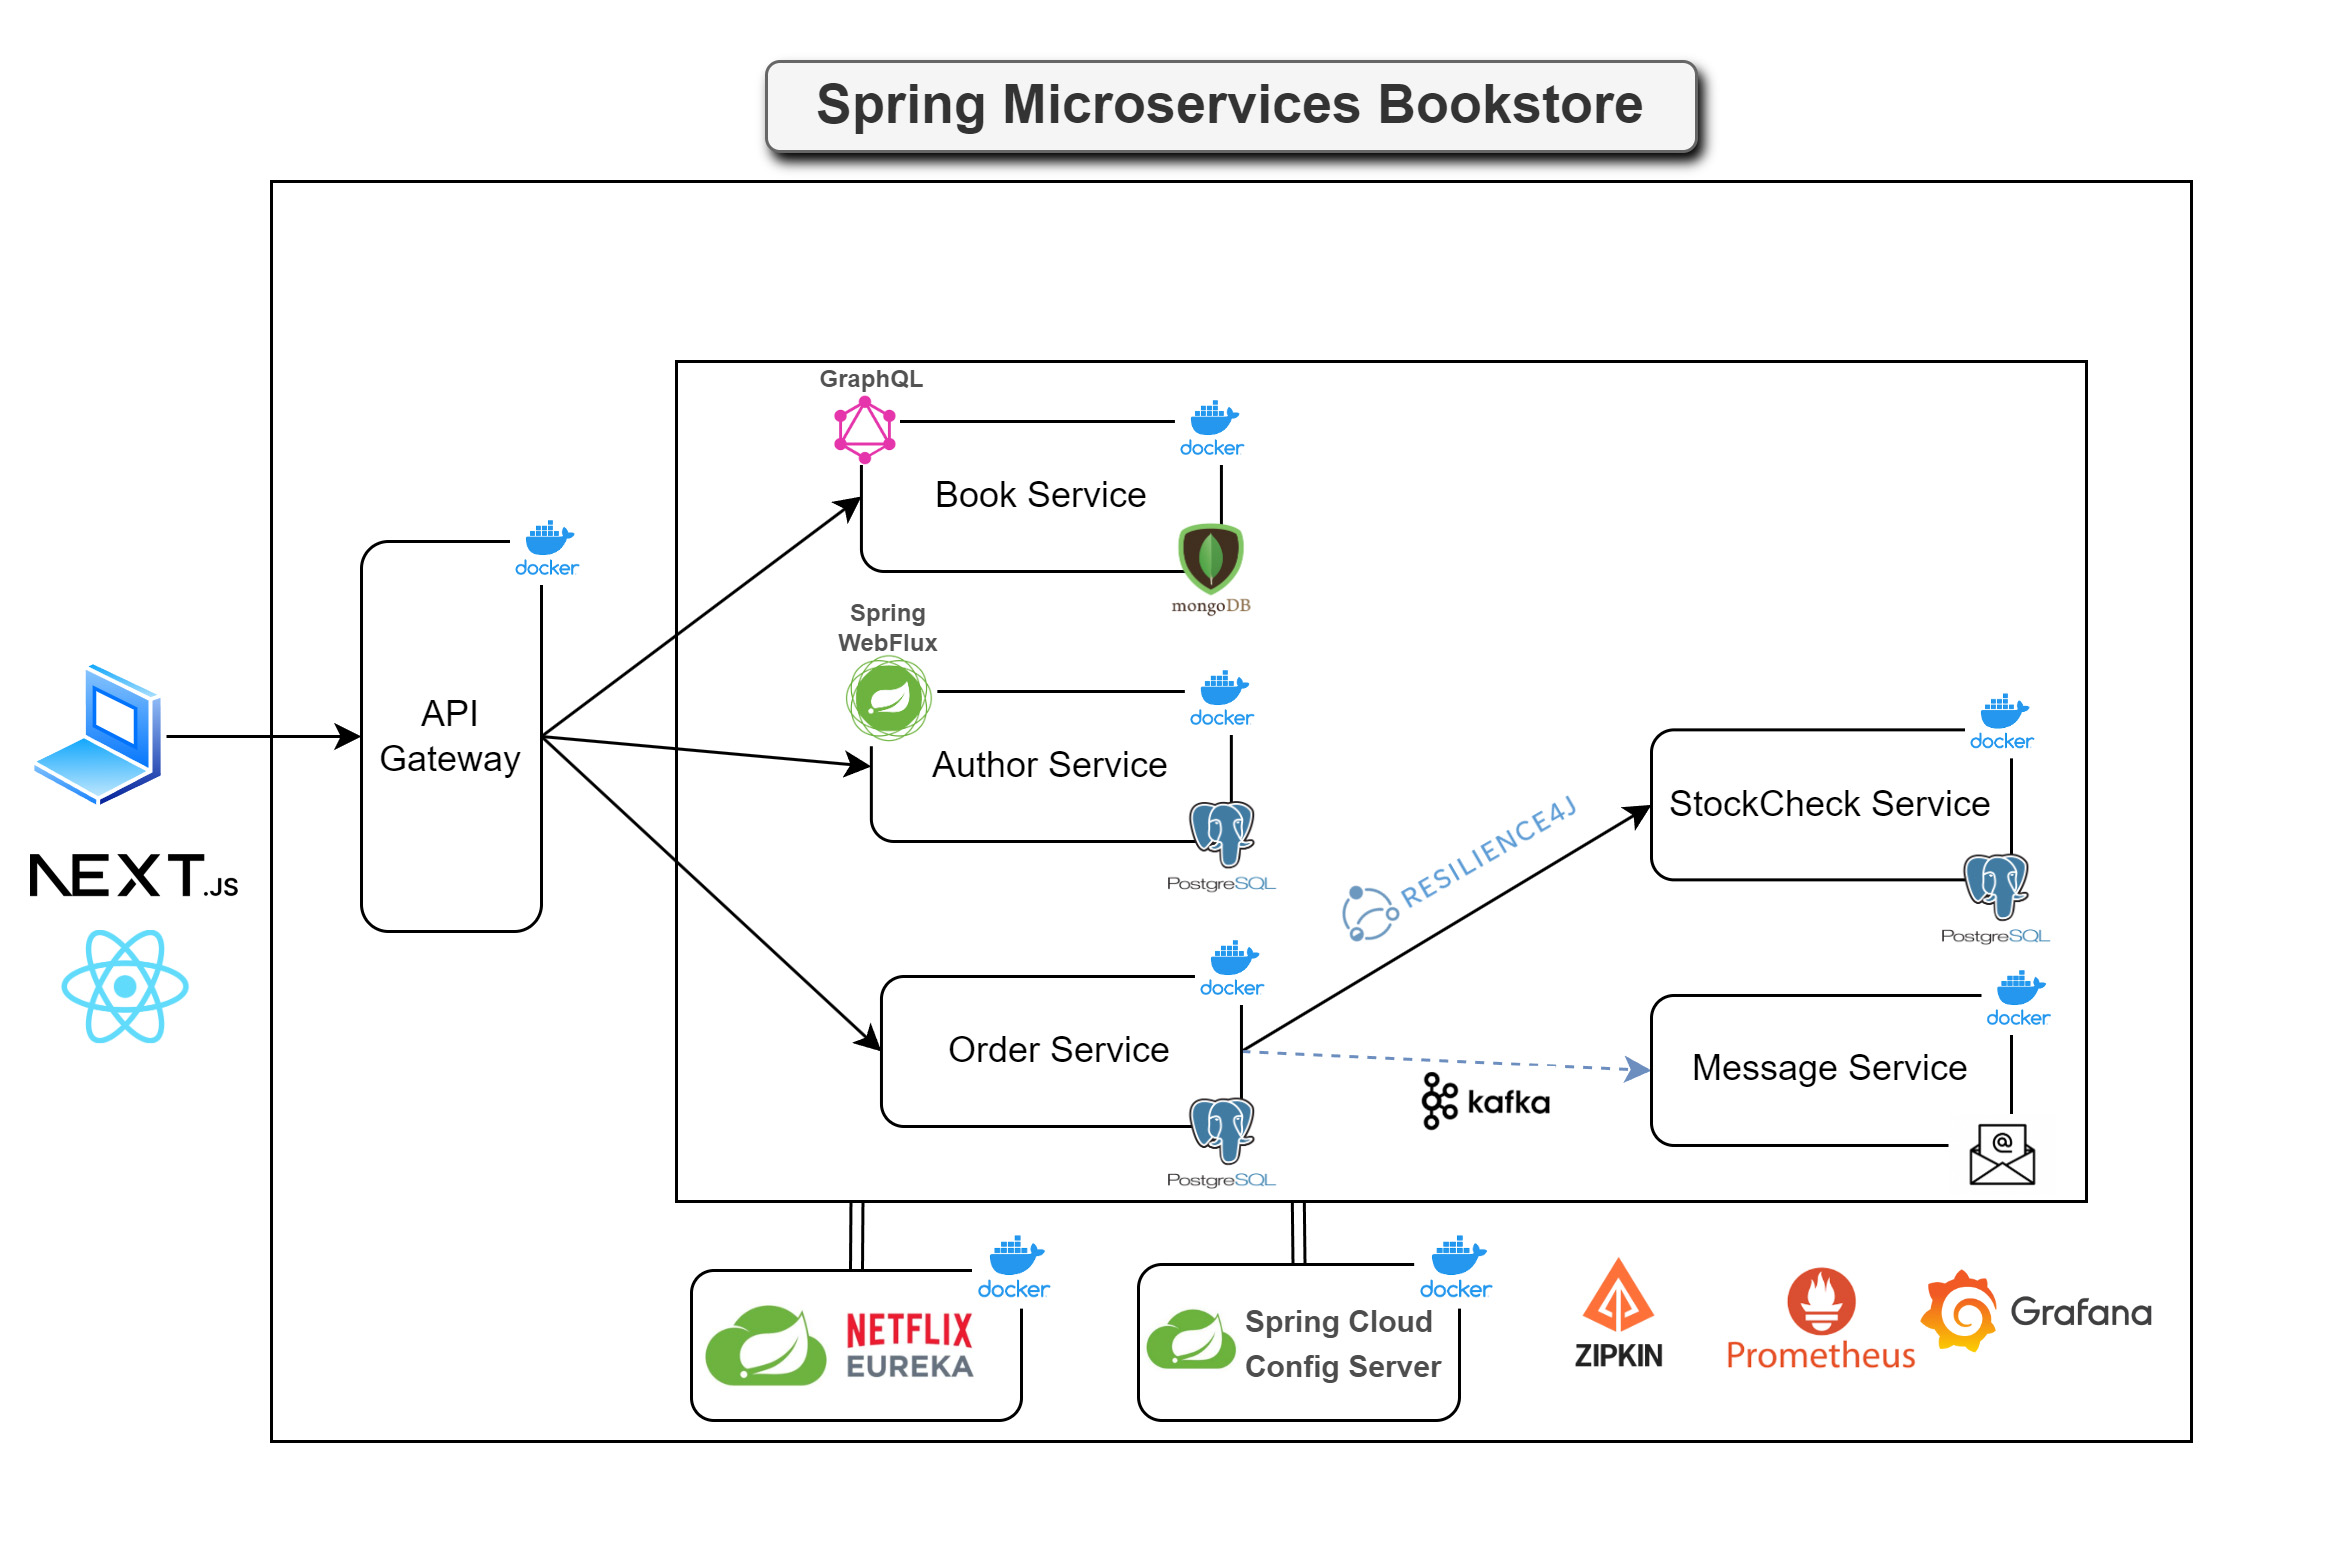 Spring Microservices Bookstore
GraphQL
docker
Book Service
mongoDB
docker
API
Gateway
NEXT.JS
Spring
WebFlux
docker
Author Service
PostgreSQL
docker
StockCheck Service
PostgreSQL
RESILIENCE4J
docker
Order Service
PostgreSQL
kafka
docker
Message Service
@
docker
NETFLIX
EUREKA
docker
Spring Cloud
Config Server
ZIPKIN
Prometheus
Grafana